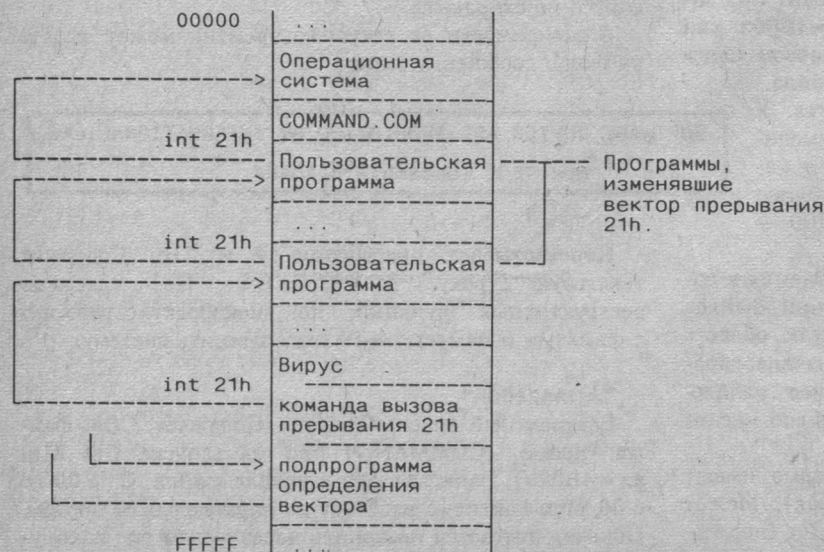 00000
...
Операционная
система
COMMAND.COM
int 21h
Пользовательская
программа
Программы,
изменявшие
вектор прерывания
21h.
...
int 21h
Пользовательская
программа
...
Вирус
int 21h
команда вызова
прерывания 21h
подпрограмма
определения
вектора
FFFFF
...